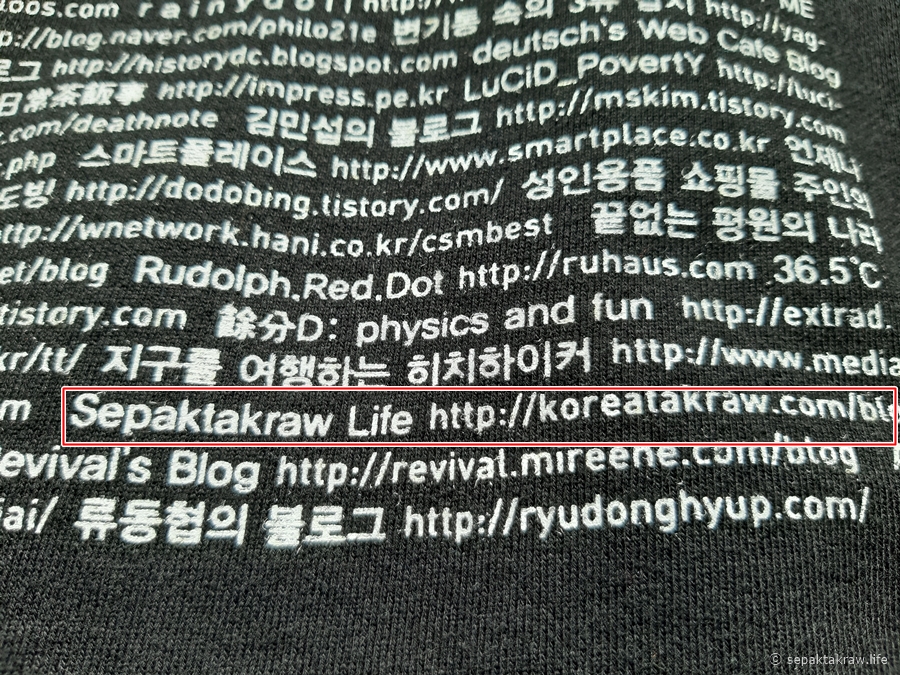 rainydoll http://
http://blog.naver.com/philo21e 변기통 속의 3류 잡지 http://yag-
http://historydc.blogspot.com deutsch's Web Cafe Blog
日常茶飯事 http://impress.pe.kr LuCiD_PovertY http://luci-
.com/deathnote 김민섭의 블로그 http://mskim.tistory.com
.php 스마트플레이스 http://www.smartplace.co.kr 언제나
도빙 http://dodobing.tistory.com/ 성인용품 쇼핑몰 주인의
http://wnetwork.hani.co.kr/csmbest 끝없는 평원의 나라
et/blog Rudolph.Red.Dot http://ruhaus.com 36.5℃
tistory.com 餘分D: physics and fun http://extrad.
kr/tt/ 지구를 여행하는 히치하이커 http://www.media
m Sepaktakraw Life http://koreatakraw.com/blo
evival's Blog http://revival.mireene.com/blog
iai/ 류동협의 블로그 http://ryudonghyup.com/
© sepaktakraw.life